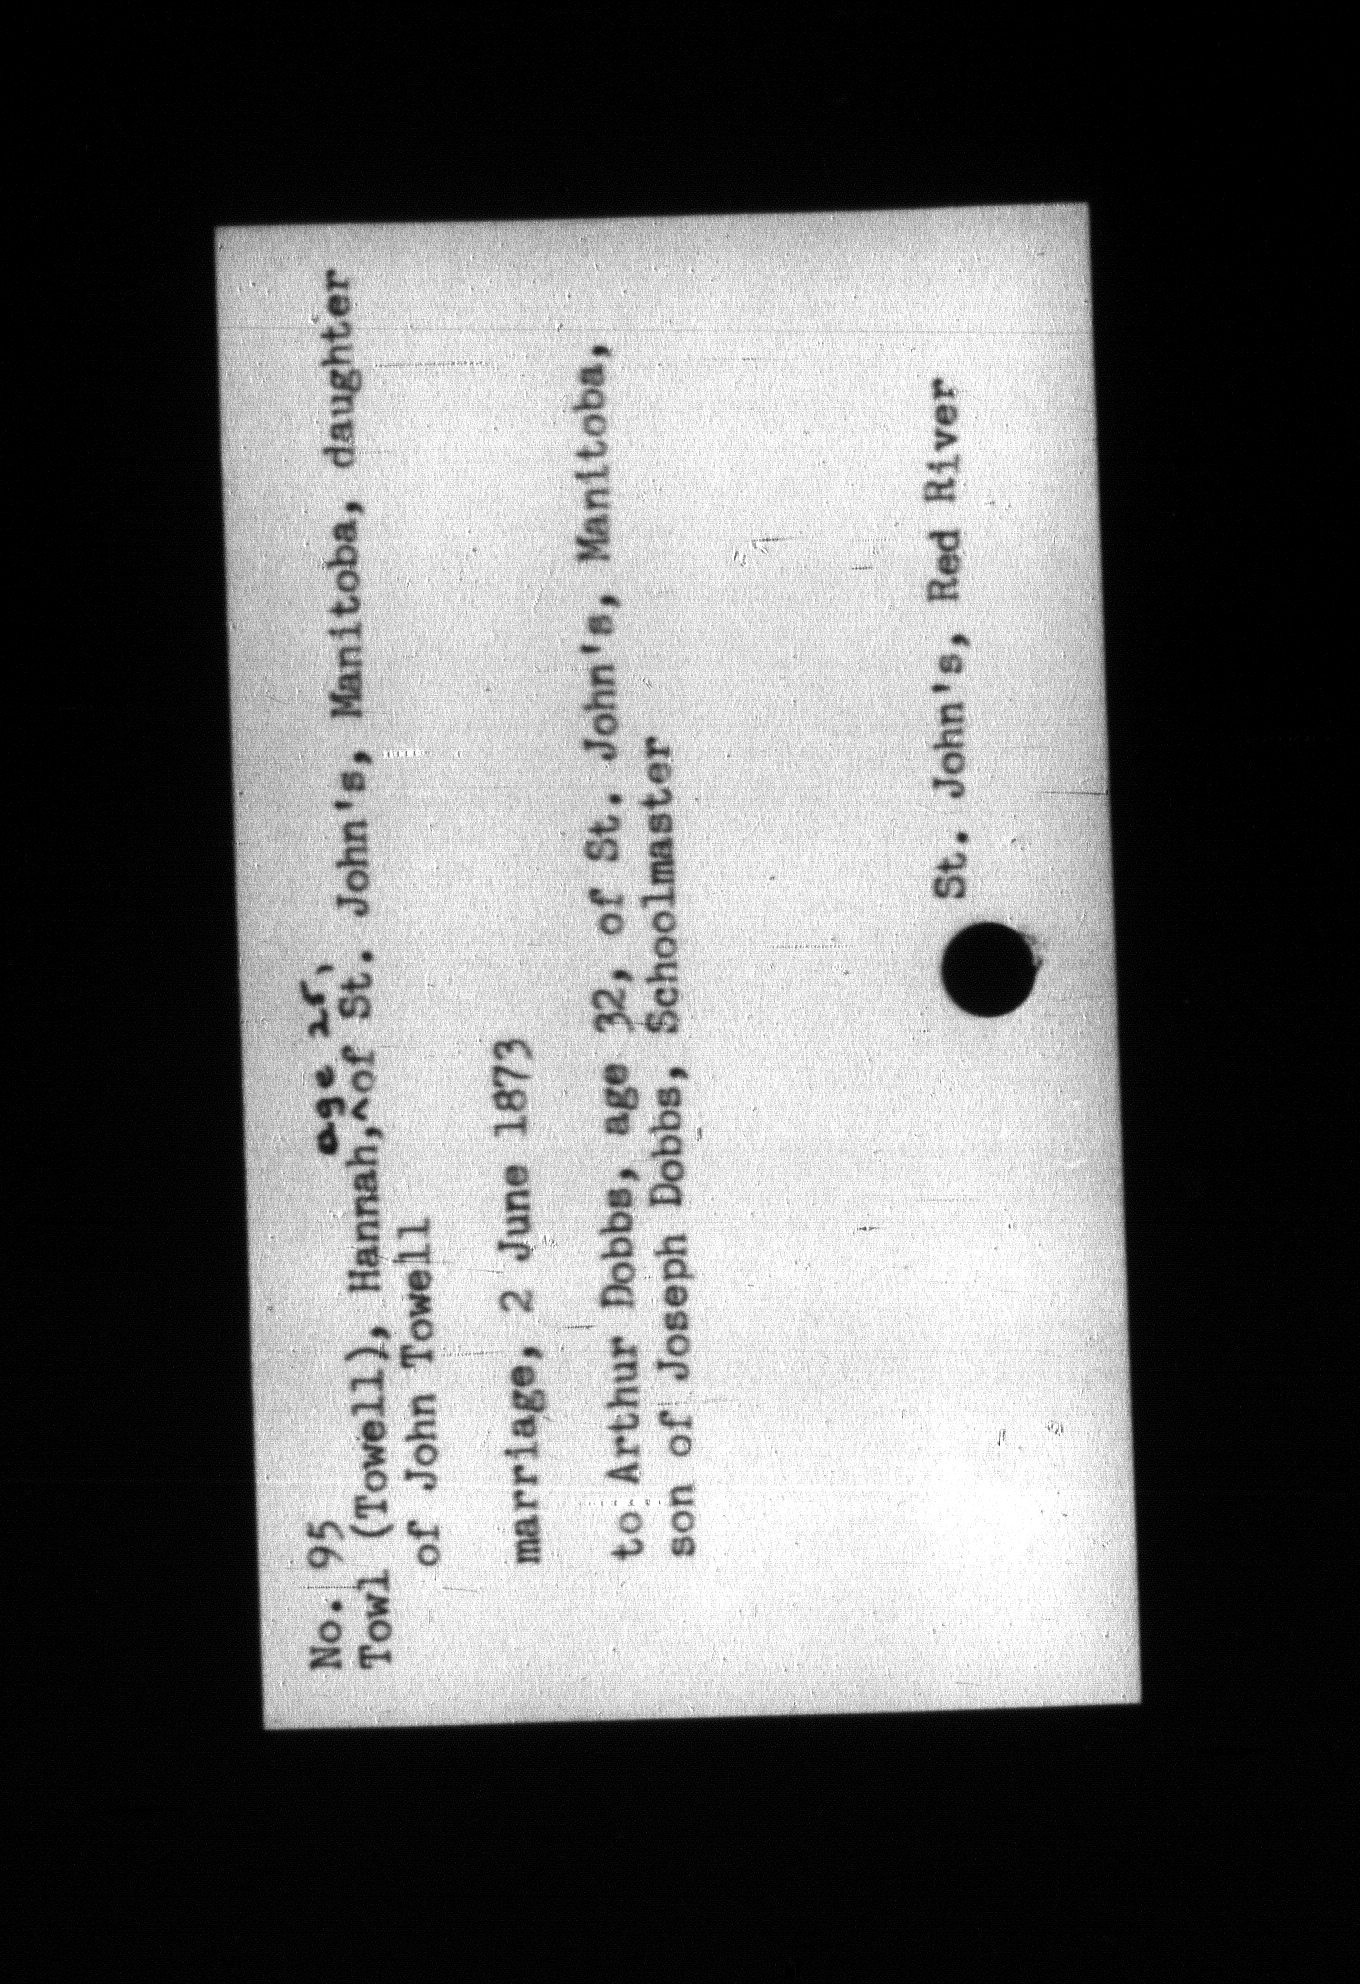 No. 95
age 25,
Towl (Towell), Hannah,^of St. John's, Manitoba, daughter
of John Towell
marriage, 2 June 1873
to Arthur Dobbs, age 32, of St. John's, Manitoba,
son of Joseph Dobbs, Schoolmaster
St. John's, Red River